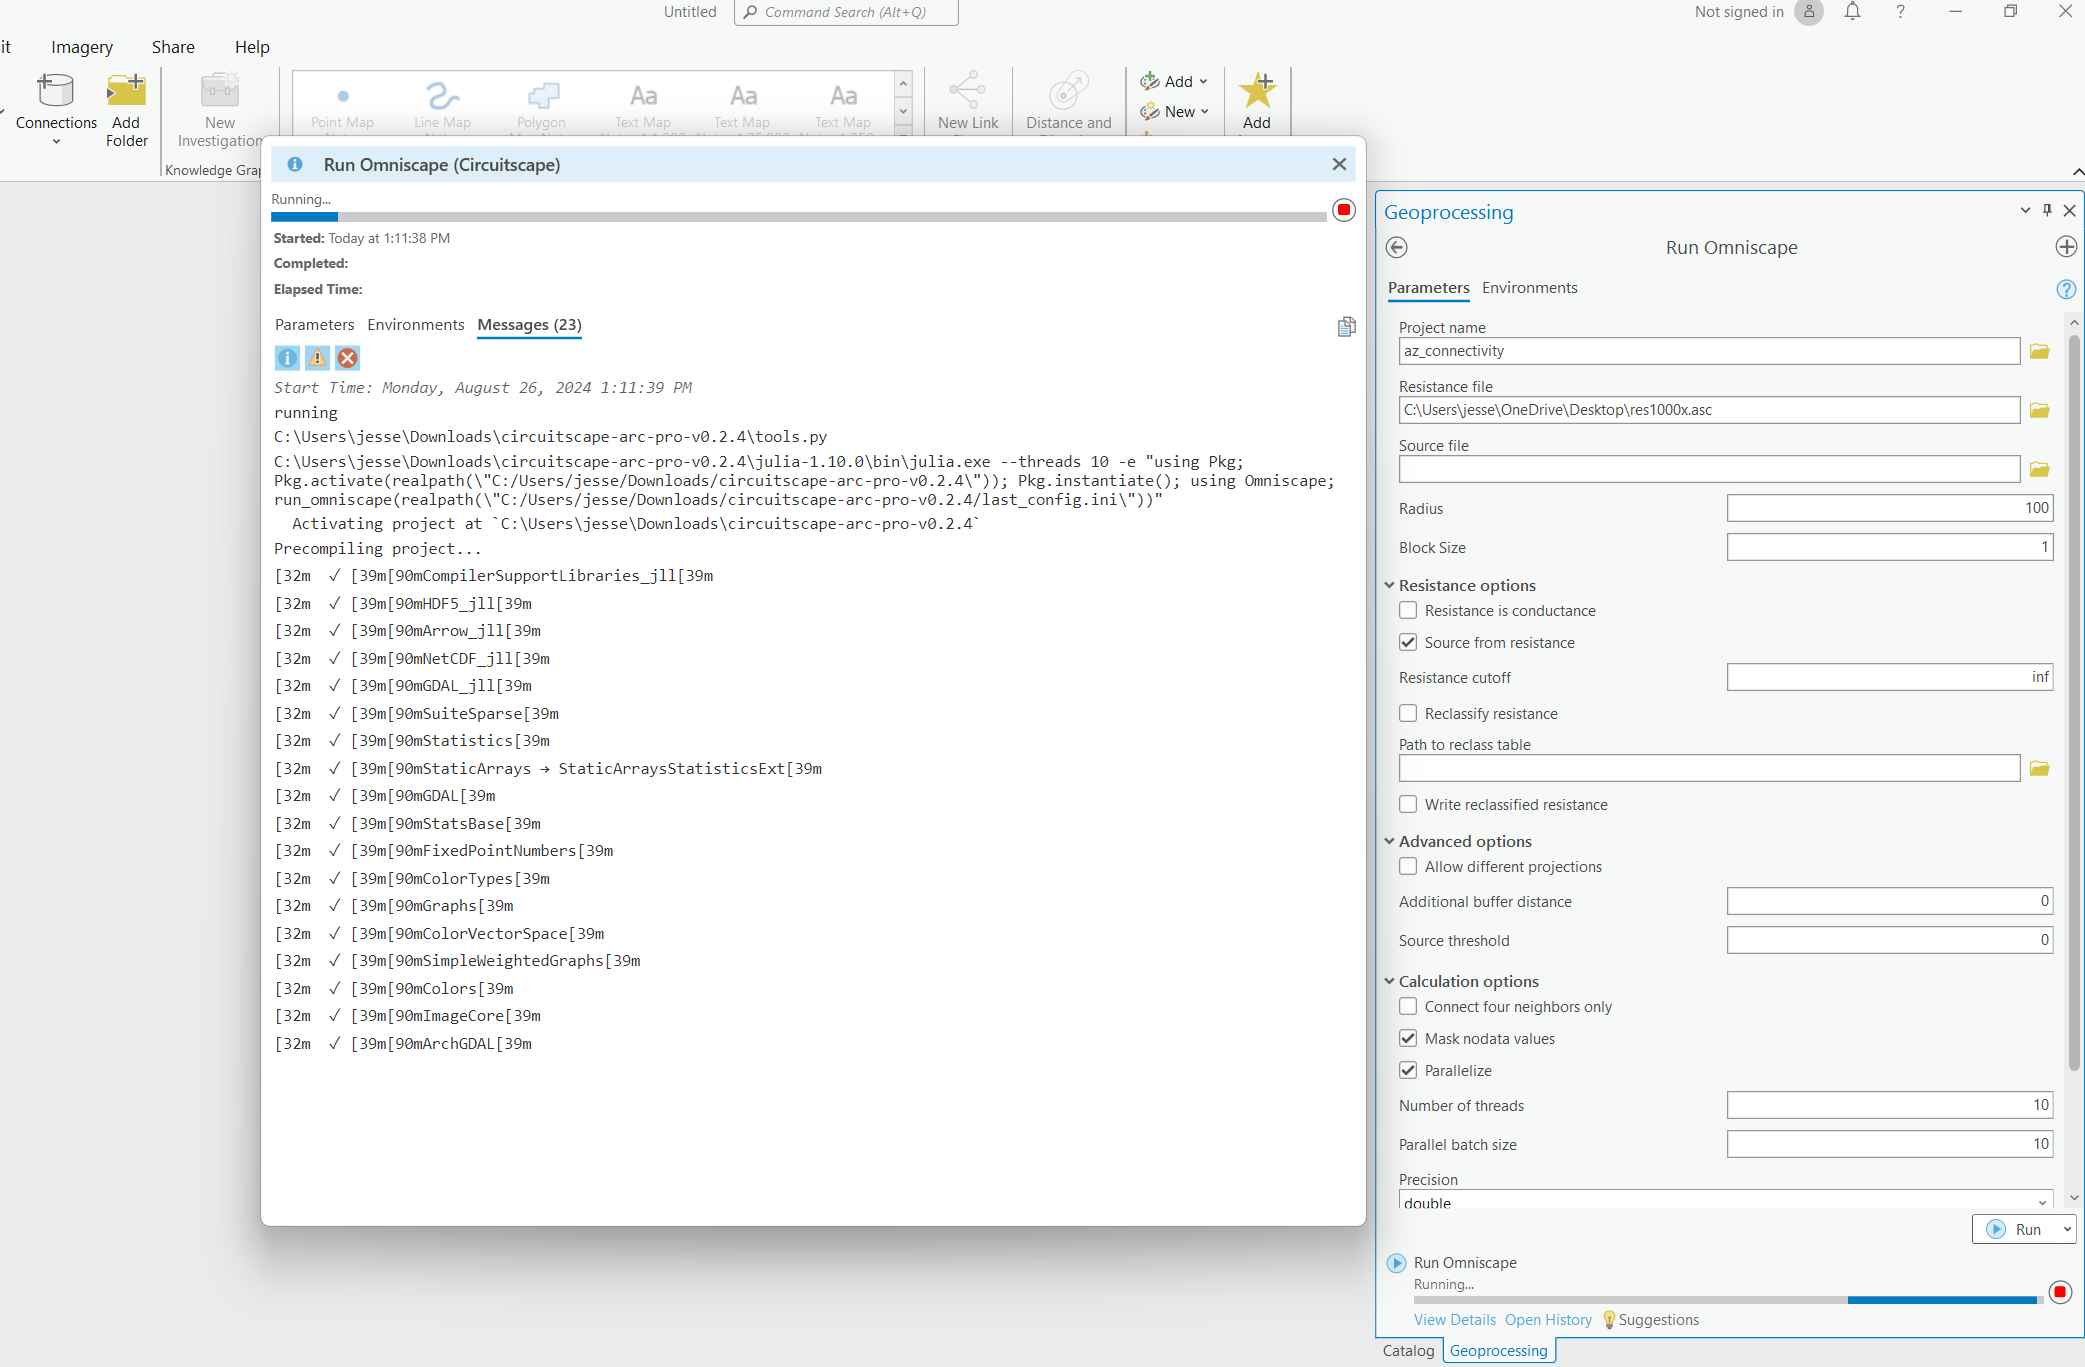 Untitled
Command Search (Alt+Q)
Not signed in
it Imagery Share Help
Connections
Add Folder
New Investigation
Knowledge Gra
Point Map
Line Map
Polygon
Text Map
Text Map
Text Map
New Link
Distance and
Add
New
Add
Run Omniscape (Circuitscape)
Running...
Started: Today at 1:11:38 PM
Completed:
Elapsed Time:
Parameters Environments Messages (23)
Start Time: Monday, August 26, 2024 1:11:39 PM
running
C:\Users\jesse\Downloads\circuitscape-arc-pro-v0.2.4\tools.py
C:\Users\jesse\Downloads\circuitscape-arc-pro-v0.2.4\julia-1.10.0\bin\julia.exe --threads 10 -e "using Pkg;
Pkg.activate(realpath(\"C:/Users/jesse/Downloads/circuitscape-arc-pro-v0.2.4\")); Pkg.instantiate(); using Omniscape;
run_omniscape(realpath(\"C:/Users/jesse/Downloads/circuitscape-arc-pro-v0.2.4/last_config.ini\"))"
Activating project at `C:\Users\jesse\Downloads\circuitscape-arc-pro-v0.2.4`
Precompiling project...
[32m ✓ [39m[90mCompilerSupportLibraries_jll[39m
[32m ✓ [39m[90mHDF5_jll[39m
[32m ✓ [39m[90mArrow_jll[39m
[32m ✓ [39m[90mNetCDF_jll[39m
[32m ✓ [39m[90mGDAL_jll[39m
[32m ✓ [39m[90mSuiteSparse[39m
[32m ✓ [39m[90mStatistics[39m
[32m ✓ [39m[90mStaticArrays → StaticArraysStatisticsExt[39m
[32m ✓ [39m[90mGDAL[39m
[32m ✓ [39m[90mStatsBase[39m
[32m ✓ [39m[90mFixedPointNumbers[39m
[32m ✓ [39m[90mColorTypes[39m
[32m ✓ [39m[90mGraphs[39m
[32m ✓ [39m[90mColorVectorSpace[39m
[32m ✓ [39m[90mSimpleWeightedGraphs[39m
[32m ✓ [39m[90mColors[39m
[32m ✓ [39m[90mImageCore[39m
[32m ✓ [39m[90mArchGDAL[39m
Geoprocessing
Run Omniscape
Parameters Environments
Project name
az_connectivity
Resistance file
C:\Users\jesse\OneDrive\Desktop\res1000x.asc
Source file
Radius 100
Block Size 1
Resistance options
Resistance is conductance
Source from resistance
Resistance cutoff inf
Reclassify resistance
Path to reclass table
Write reclassified resistance
Advanced options
Allow different projections
Additional buffer distance 0
Source threshold 0
Calculation options
Connect four neighbors only
Mask nodata values
Parallelize
Number of threads 10
Parallel batch size 10
Precision
double
Run
Run Omniscape
Running...
View Details Open History Suggestions
Catalog Geoprocessing